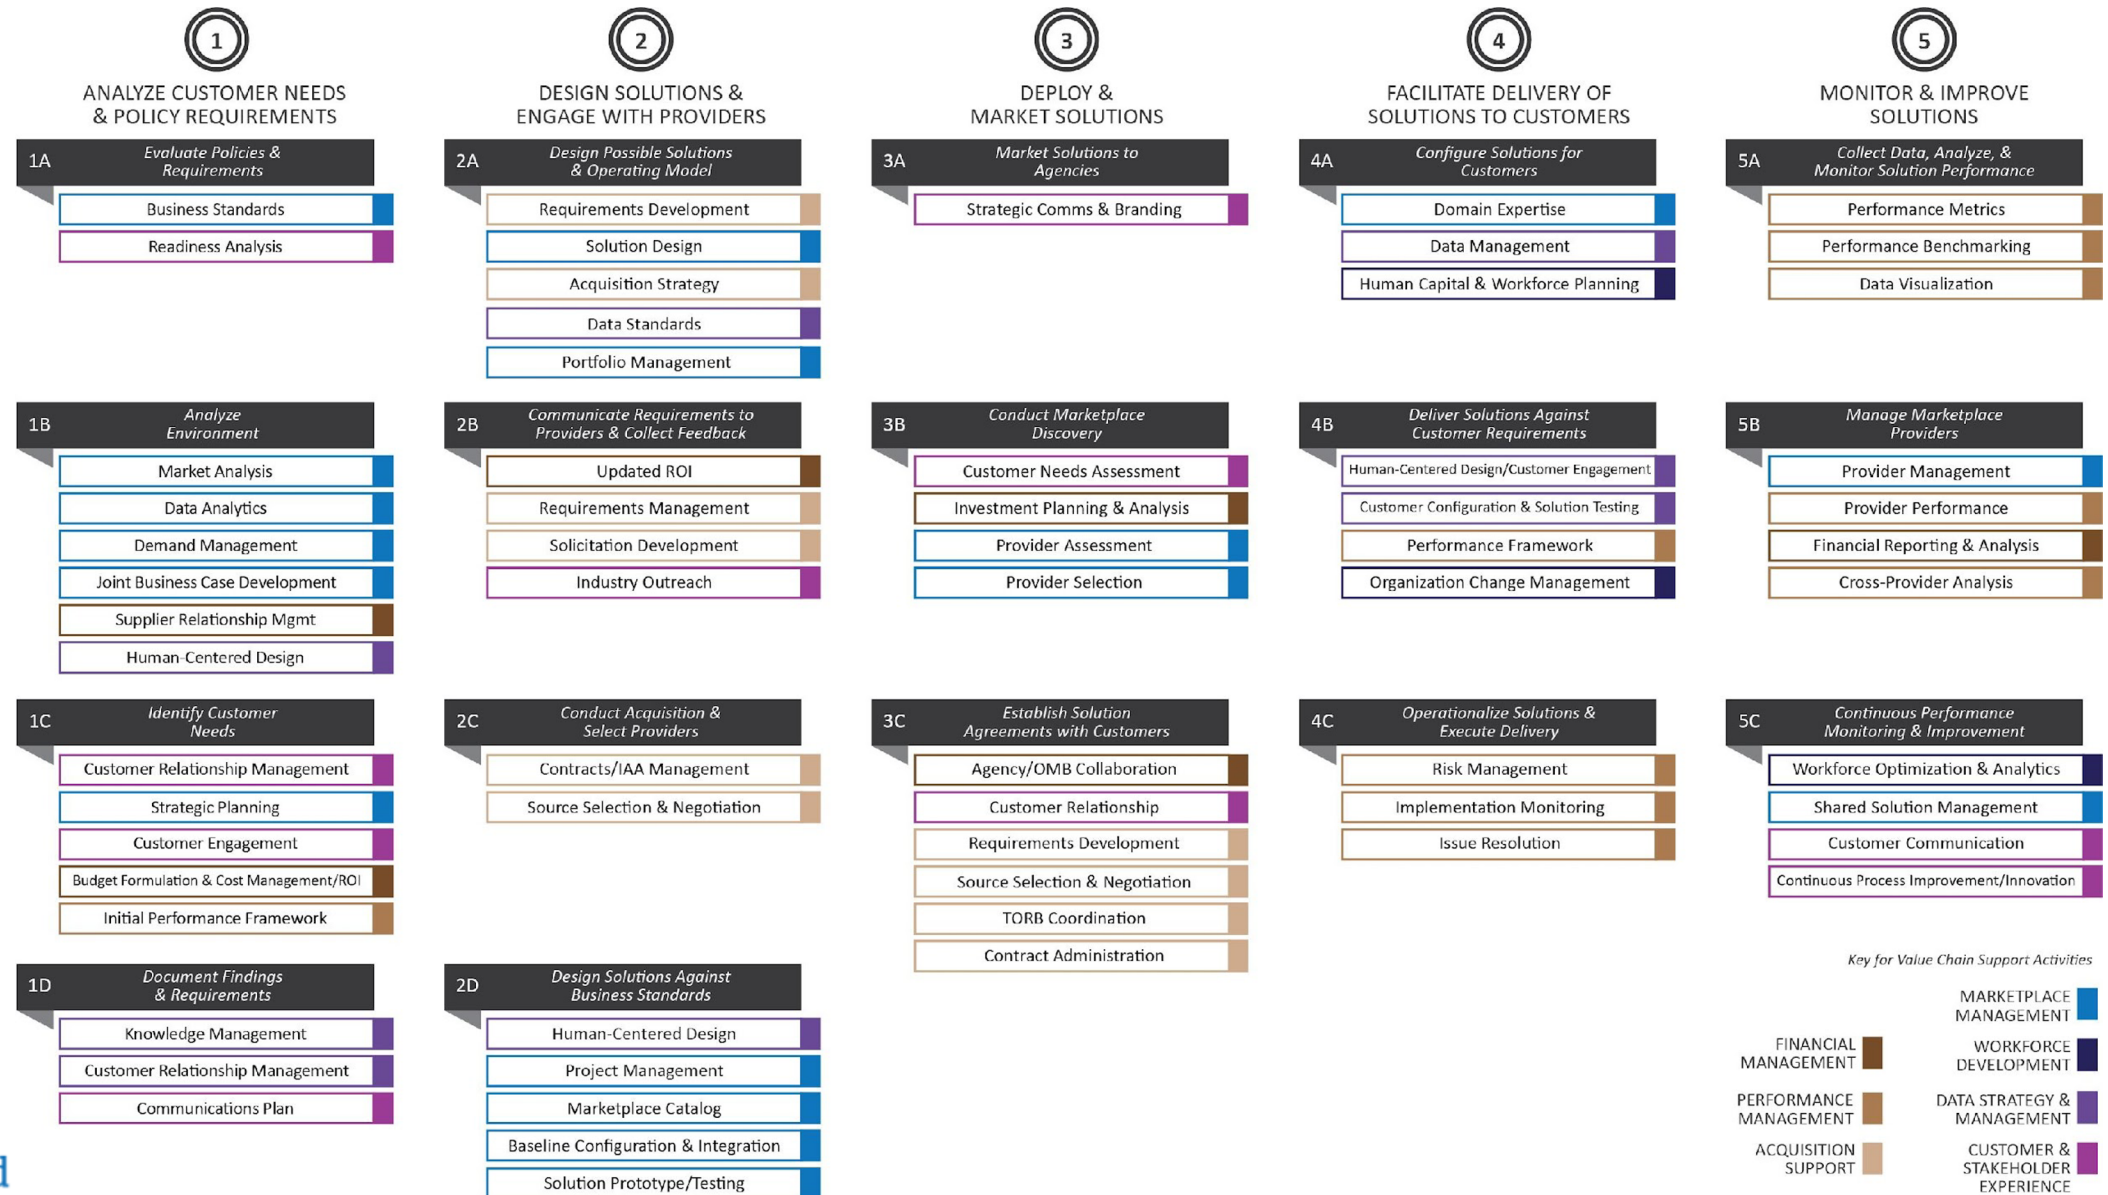 1
ANALYZE CUSTOMER NEEDS
& POLICY REQUIREMENTS
1A
Evaluate Policies &
Requirements
Business Standards
Readiness Analysis
1B
Analyze
Environment
Market Analysis
Data Analytics
Demand Management
Joint Business Case Development
Supplier Relationship Mgmt
Human-Centered Design
1C
Identify Customer
Needs
Customer Relationship Management
Strategic Planning
Customer Engagement
Budget Formulation & Cost Management/ROI
Initial Performance Framework
1D
Document Findings
& Requirements
Knowledge Management
Customer Relationship Management
Communications Plan
2
DESIGN SOLUTIONS &
ENGAGE WITH PROVIDERS
2A
Design Possible Solutions
& Operating Model
Requirements Development
Solution Design
Acquisition Strategy
Data Standards
Portfolio Management
2B
Communicate Requirements to
Providers & Collect Feedback
Updated ROI
Requirements Management
Solicitation Development
Industry Outreach
2C
Conduct Acquisition &
Select Providers
Contracts/IAA Management
Source Selection & Negotiation
2D
Design Solutions Against
Business Standards
Human-Centered Design
Project Management
Marketplace Catalog
Baseline Configuration & Integration
Solution Prototype/Testing
3
DEPLOY &
MARKET SOLUTIONS
3A
Market Solutions to
Agencies
Strategic Comms & Branding
3B
Conduct Marketplace
Discovery
Customer Needs Assessment
Investment Planning & Analysis
Provider Assessment
Provider Selection
3C
Establish Solution
Agreements with Customers
Agency/OMB Collaboration
Customer Relationship
Requirements Development
Source Selection & Negotiation
TORB Coordination
Contract Administration
4
FACILITATE DELIVERY OF
SOLUTIONS TO CUSTOMERS
4A
Configure Solutions for
Customers
Domain Expertise
Data Management
Human Capital & Workforce Planning
4B
Deliver Solutions Against
Customer Requirements
Human-Centered Design/Customer Engagement
Customer Configuration & Solution Testing
Performance Framework
Organization Change Management
4C
Operationalize Solutions &
Execute Delivery
Risk Management
Implementation Monitoring
Issue Resolution
5
MONITOR & IMPROVE
SOLUTIONS
5A
Collect Data, Analyze, &
Monitor Solution Performance
Performance Metrics
Performance Benchmarking
Data Visualization
5B
Manage Marketplace
Providers
Provider Management
Provider Performance
Financial Reporting & Analysis
Cross-Provider Analysis
5C
Continuous Performance
Monitoring & Improvement
Workforce Optimization & Analytics
Shared Solution Management
Customer Communication
Continuous Process Improvement/Innovation
Key for Value Chain Support Activities
MARKETPLACE
MANAGEMENT
FINANCIAL
MANAGEMENT
WORKFORCE
DEVELOPMENT
PERFORMANCE
MANAGEMENT
DATA STRATEGY &
MANAGEMENT
ACQUISITION
SUPPORT
CUSTOMER &
STAKEHOLDER
EXPERIENCE